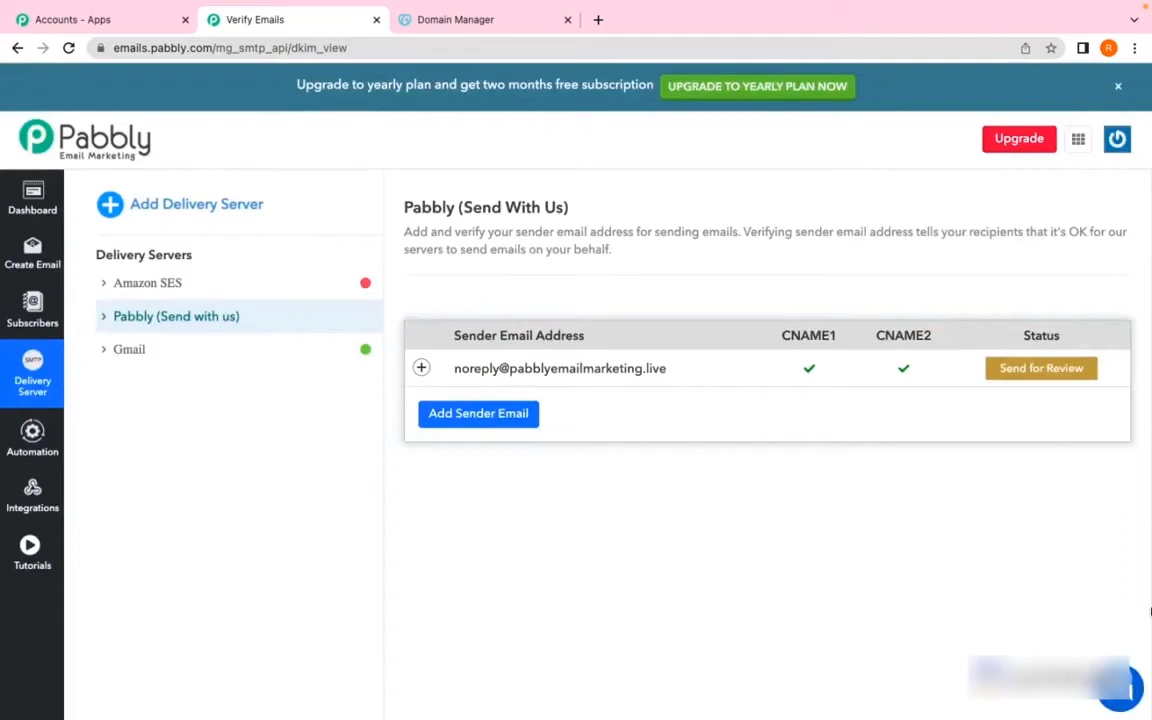 Accounts - Apps
Verify Emails
Domain Manager
emails.pabbly.com/mg_smtp_api/dkim_view
R
Upgrade to yearly plan and get two months free subscription
UPGRADE TO YEARLY PLAN NOW
x
Pabbly
Email Marketing
Upgrade
Dashboard
Create Email
Subscribers
SMTP
Delivery
Server
Automation
Integrations
Tutorials
Add Delivery Server
Delivery Servers
Amazon SES
Pabbly (Send with us)
Gmail
Pabbly (Send With Us)
Add and verify your sender email address for sending emails. Verifying sender email address tells your recipients that it's OK for our
servers to send emails on your behalf.
Sender Email Address CNAME1 CNAME2 Status
noreply@pabblyemailmarketing.live Send for Review
Add Sender Email